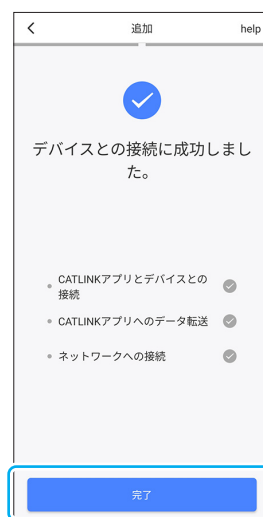 追加
help
デバイスとの接続に成功しまし
た。
CATLINKアプリとデバイスとの
接続
CATLINKアプリへのデータ転送
ネットワークへの接続
完了